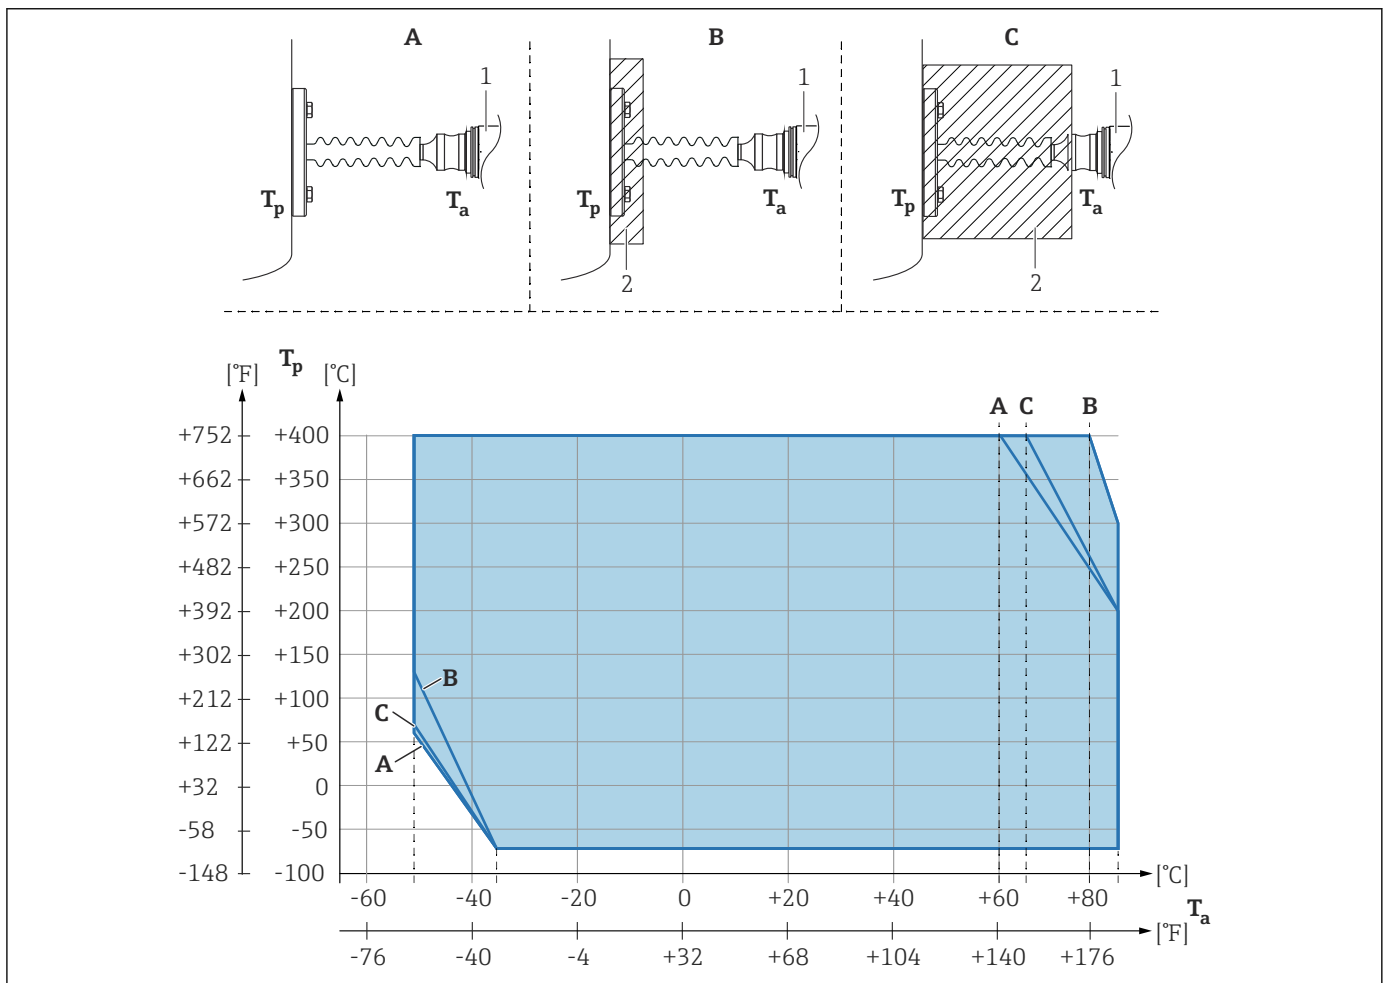 A B C
1 1 1
Tp Ta Tp Ta Tp Ta
2 2
Tp
[°F] [°C]
A C B
+752 +400
+662 +350
+572 +300
+482 +250
+392 +200
+302 +150
B
+212 +100
C
+122 +50
A
+32 0
-58 -50
-148 -100
[°C]
-60 -40 -20 0 +20 +40 +60 +80
Ta
[°F]
-76 -40 -4 +32 +68 +104 +140 +176